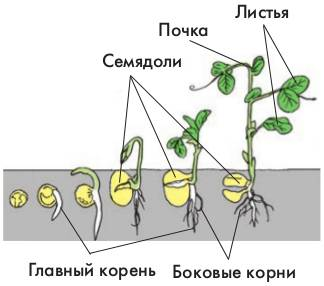 Листья
Почка
Семядоли
Главный корень
Боковые корни